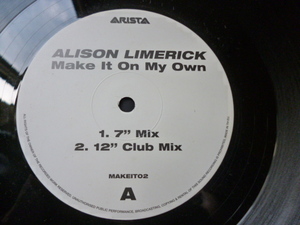 ARISTA
ALISON LIMERICK
Make It On My Own
1. 7" Mix
2. 12" Club Mix
MAKEIT02
A